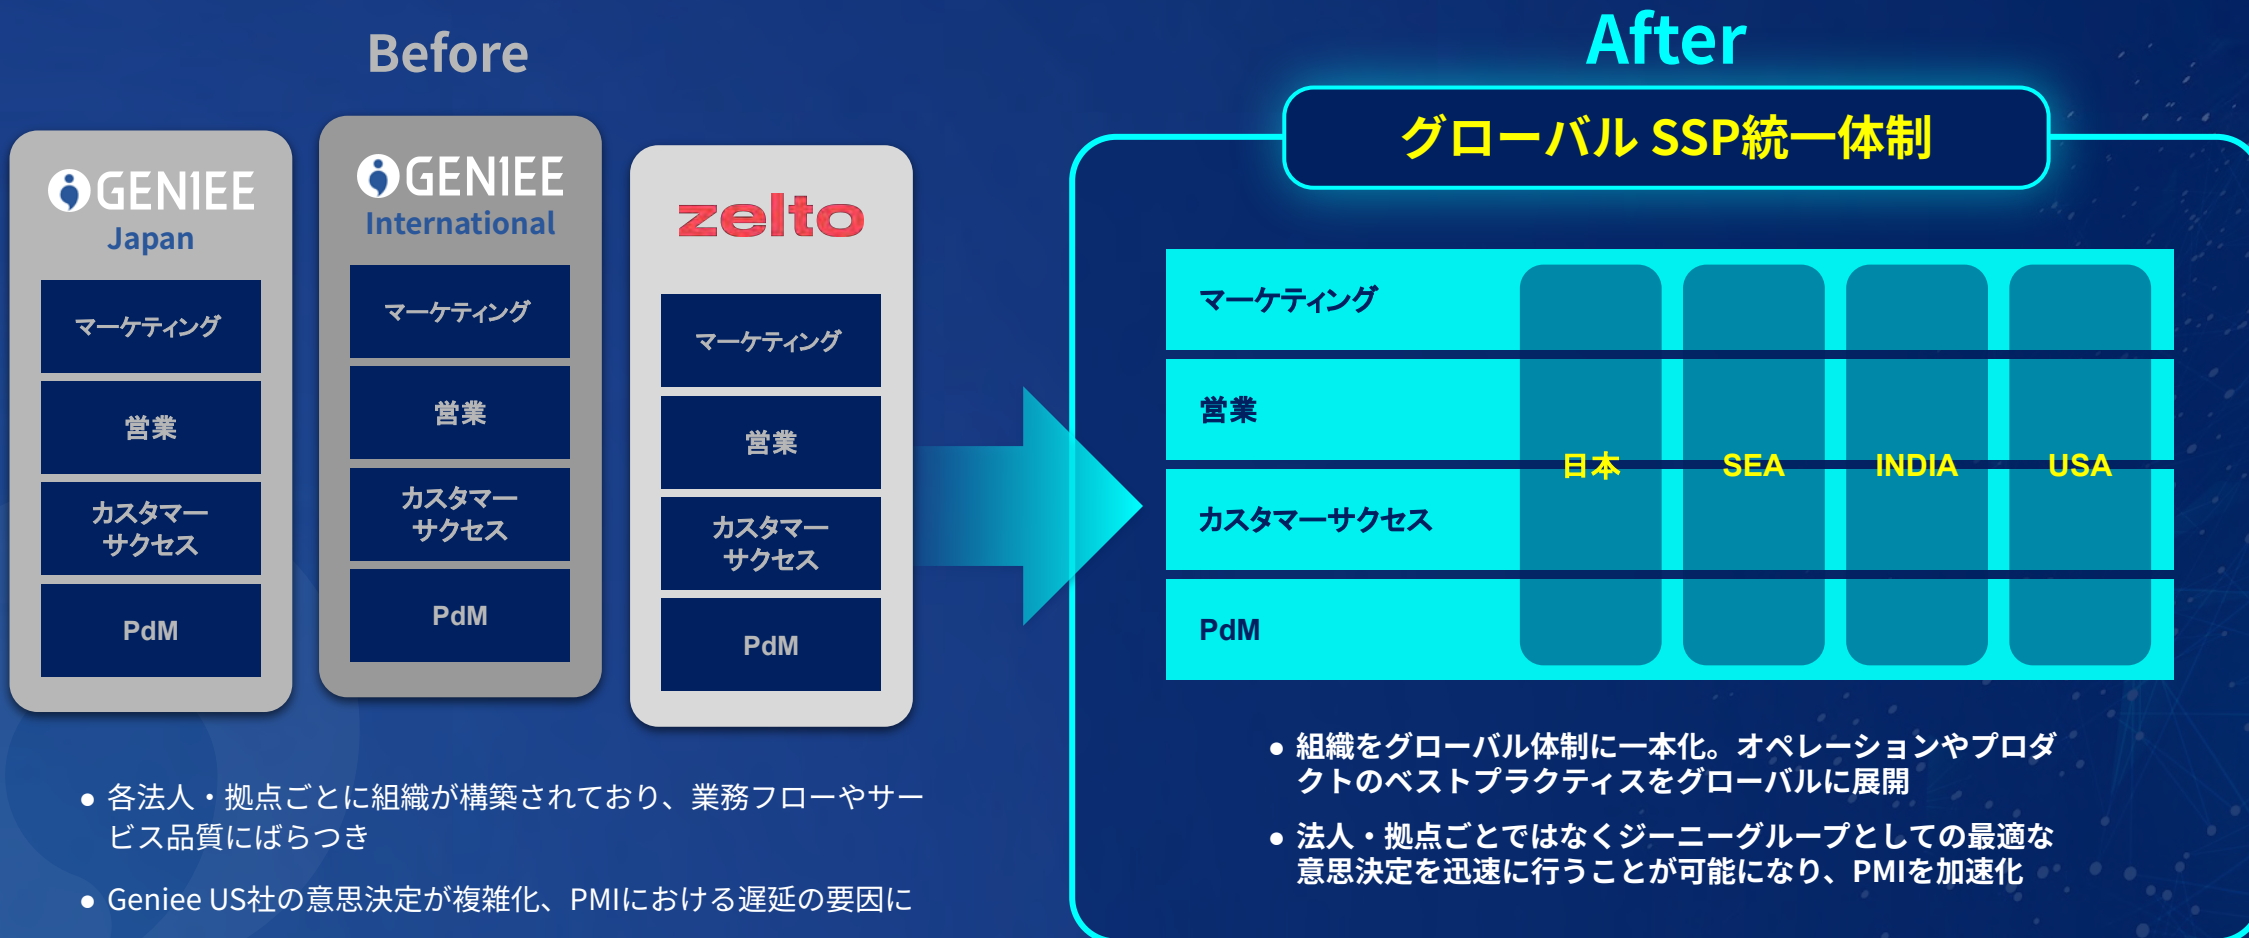 Before
GENIEE
Japan
マーケティング
営業
カスタマー
サクセス
PdM
GENIEE
International
マーケティング
営業
カスタマー
サクセス
PdM
zelto
マーケティング
営業
カスタマー
サクセス
PdM
● 各法人・拠点ごとに組織が構築されており、業務フローやサー
ビス品質にばらつき
● Geniee US社の意思決定が複雑化、PMIにおける遅延の要因に
After
グローバル SSP統一体制
マーケティング
営業
カスタマーサクセス
PdM
日本
SEA
INDIA
USA
● 組織をグローバル体制に一本化。オペレーションやプロダ
クトのベストプラクティスをグローバルに展開
● 法人・拠点ごとではなくジーニーグループとしての最適な
意思決定を迅速に行うことが可能になり、PMIを加速化